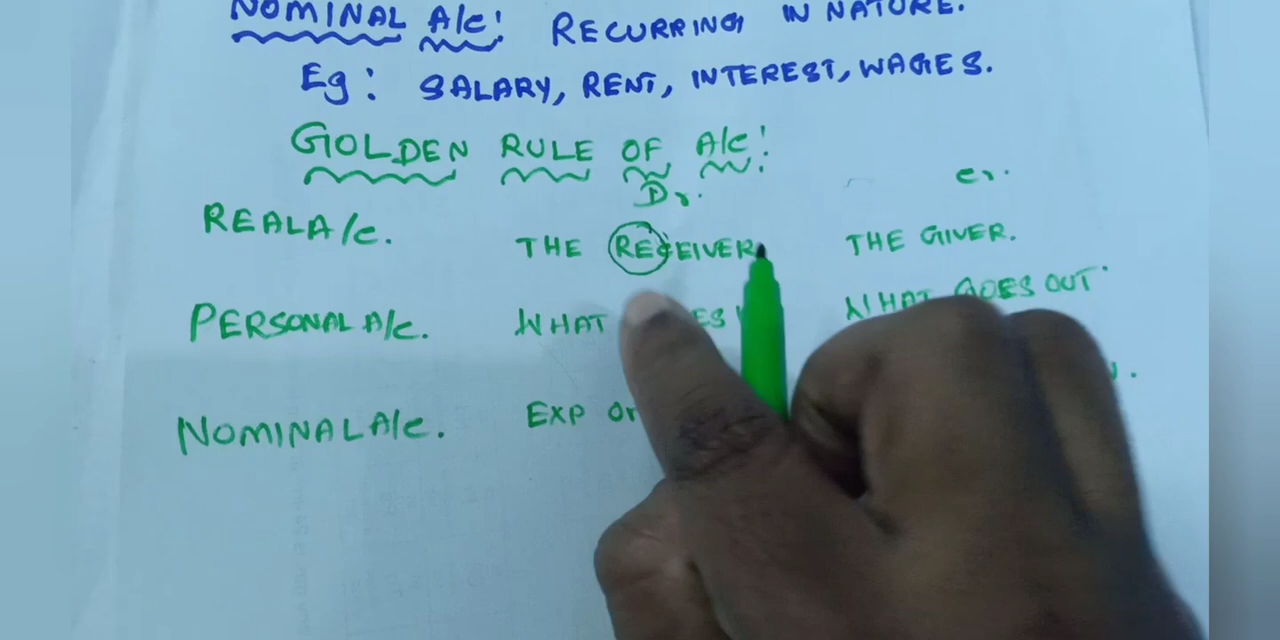 NOMINAL A/c: RECURRING IN NATURE.
Eg: SALARY, RENT, INTEREST, WAGES.
GOLDEN RULE OF A/c:
Dr. cr.
REAL A/c. THE RECEIVER THE GIVER.
PERSONAL A/c. WHAT WHAT GOES OUT
NOMINAL A/c. EXP or